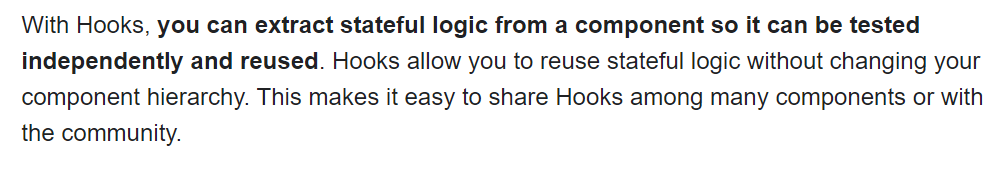 With Hooks, you can extract stateful logic from a component so it can be tested
independently and reused. Hooks allow you to reuse stateful logic without changing your
component hierarchy. This makes it easy to share Hooks among many components or with
the community.